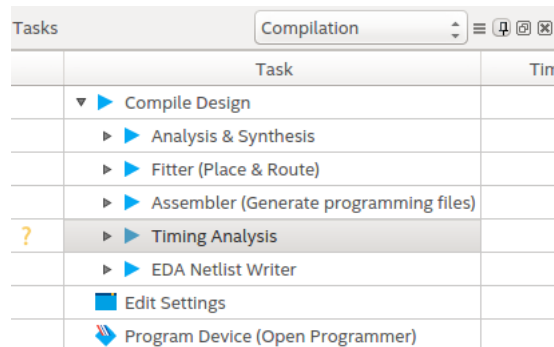 Tasks Compilation
Task Tim
Compile Design
Analysis & Synthesis
Fitter (Place & Route)
Assembler (Generate programming files)
? Timing Analysis
EDA Netlist Writer
Edit Settings
Program Device (Open Programmer)